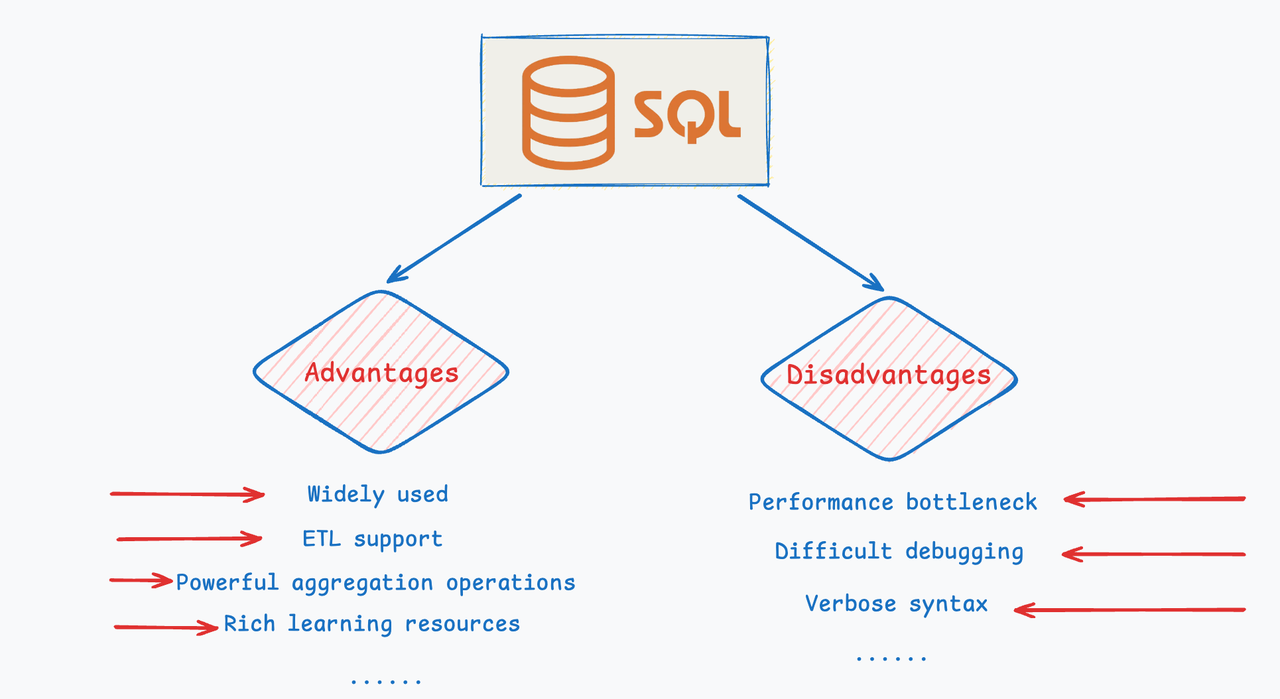 SQL
Advantages
Widely used
ETL support
Powerful aggregation operations
Rich learning resources
......
Disadvantages
Performance bottleneck
Difficult debugging
Verbose syntax
......